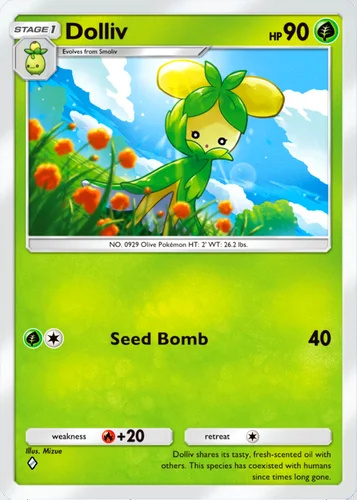 STAGE 1
Dolliv
HP 90
Evolves from Smoliv
NO. 0929 Olive Pokémon HT: 2' WT: 26.2 lbs.
Seed Bomb 40
weakness +20 retreat
Illus. Mizue
Dolliv shares its tasty, fresh-scented oil with
others. This species has coexisted with humans
since times long gone.